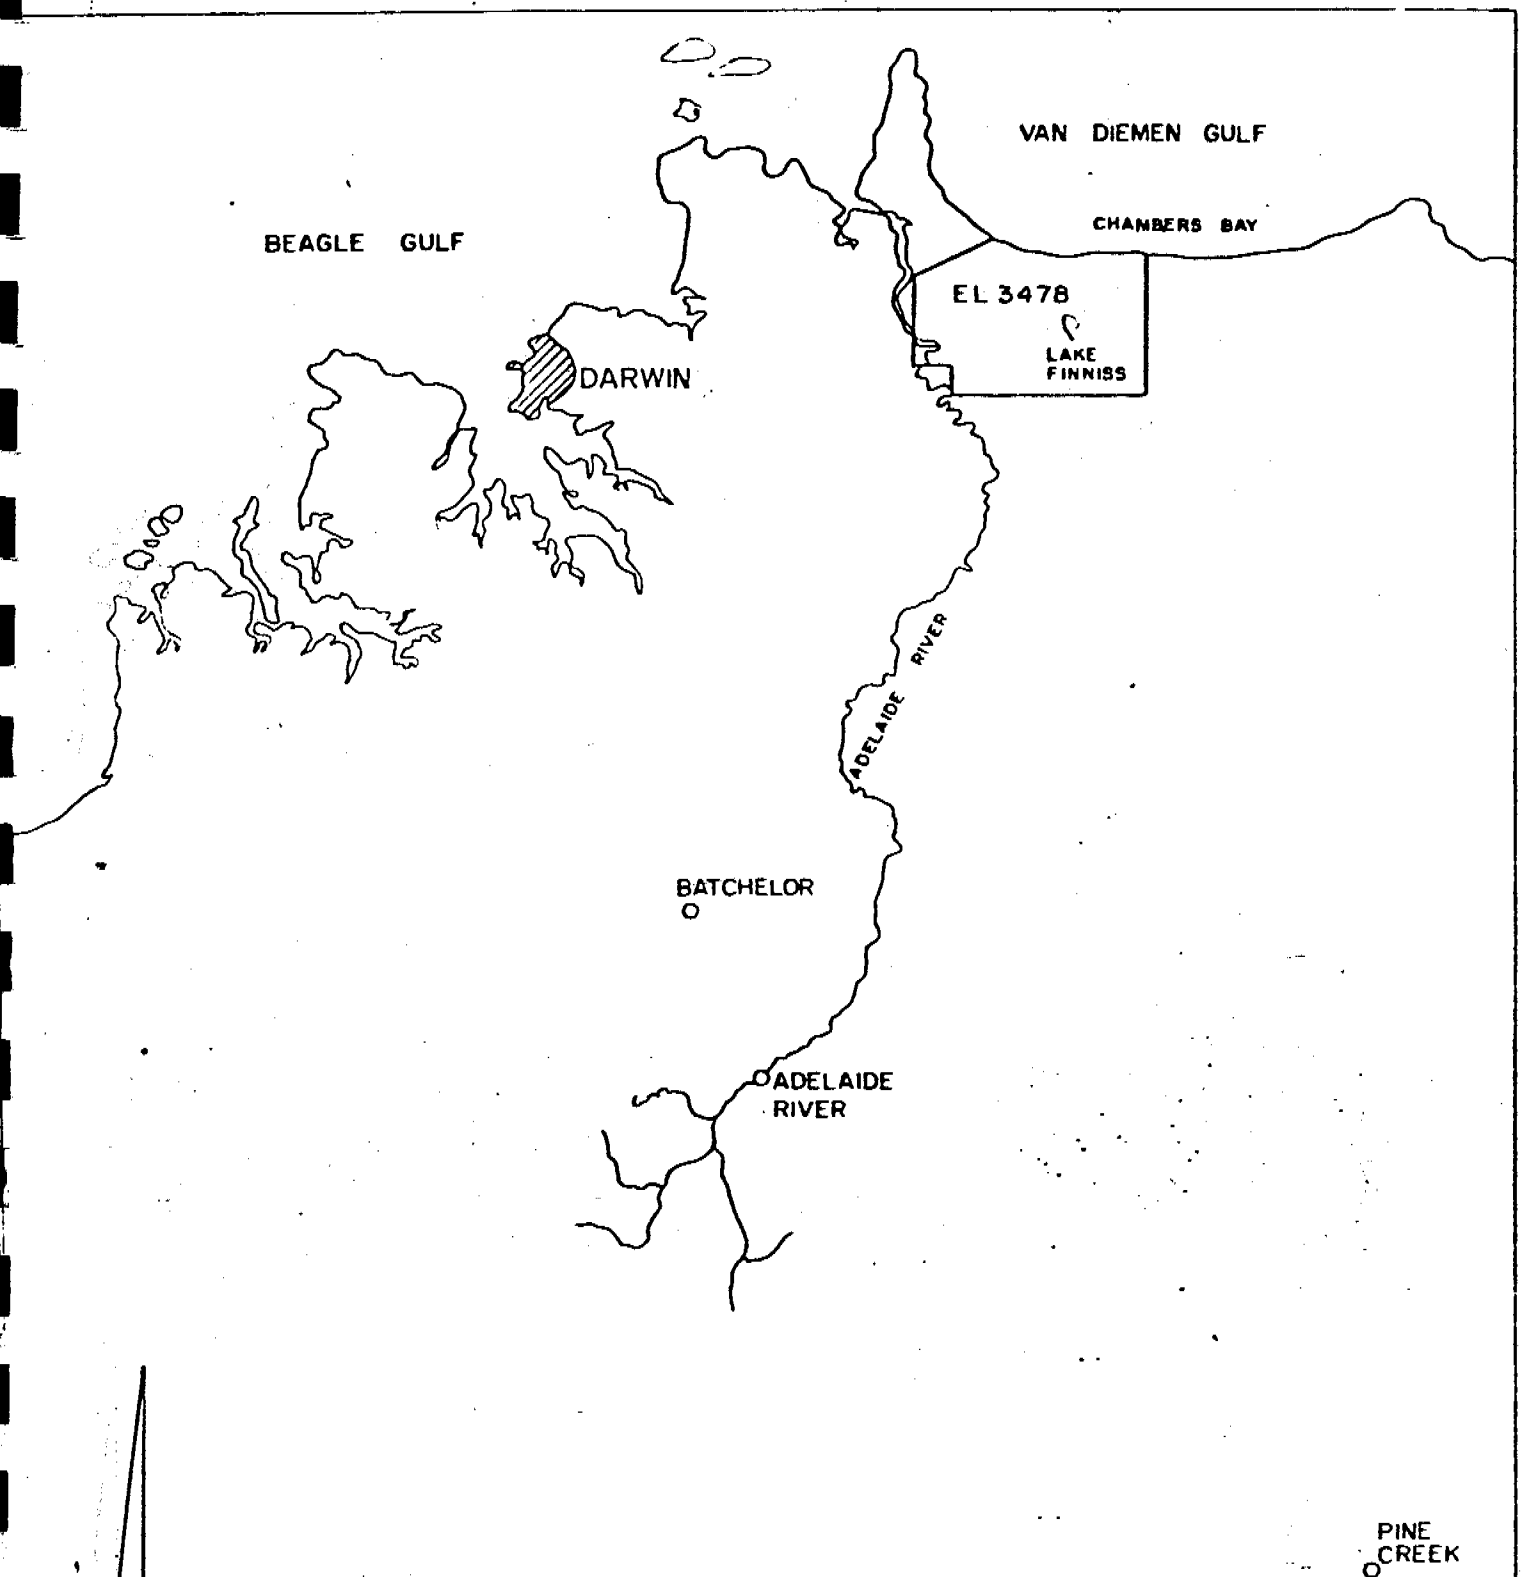 VAN DIEMEN GULF
CHAMBERS BAY
BEAGLE GULF
EL 3478
LAKE
FINNISS
DARWIN
ADELAIDE RIVER
BATCHELOR
ADELAIDE
RIVER
PINE
CREEK